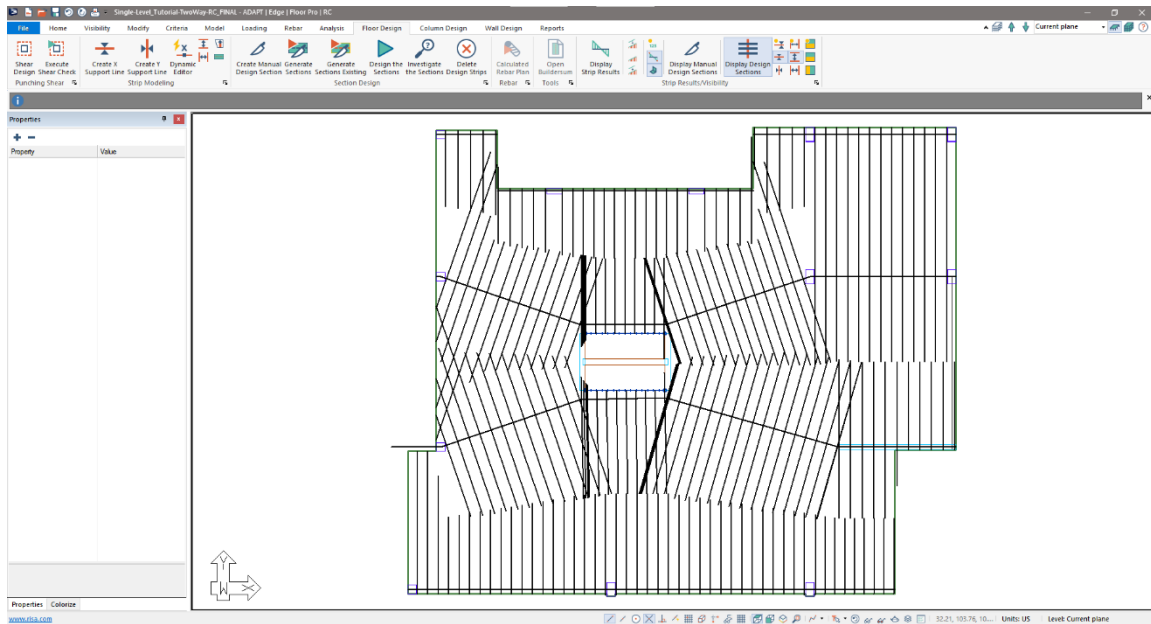 Single-Level_Tutorial-TwoWay-RC_FINAL - ADAPT | Edge | Floor Pro | RC
File Home Visibility Modify Criteria Model Loading Rebar Analysis Floor Design Column Design Wall Design Reports Current plane
Shear Design
Execute Shear Check
Create X Support Line
Create Y Support Line
Dynamic Editor
Create Manual Design Section
Generate Sections
Generate Sections Existing
Design the Sections
Investigate the Sections
Delete Design Strips
Calculated Rebar Plan
Open Buildersum
Display Strip Results
Display Manual Design Sections
Display Design Sections
Punching Shear
Strip Modeling
Section Design
Rebar
Tools
Strip Results/Visibility
Properties
Property Value
Y
W X
Properties Colorize
www.risa.com
32.21, 103.76, 10... Units: US Level: Current plane